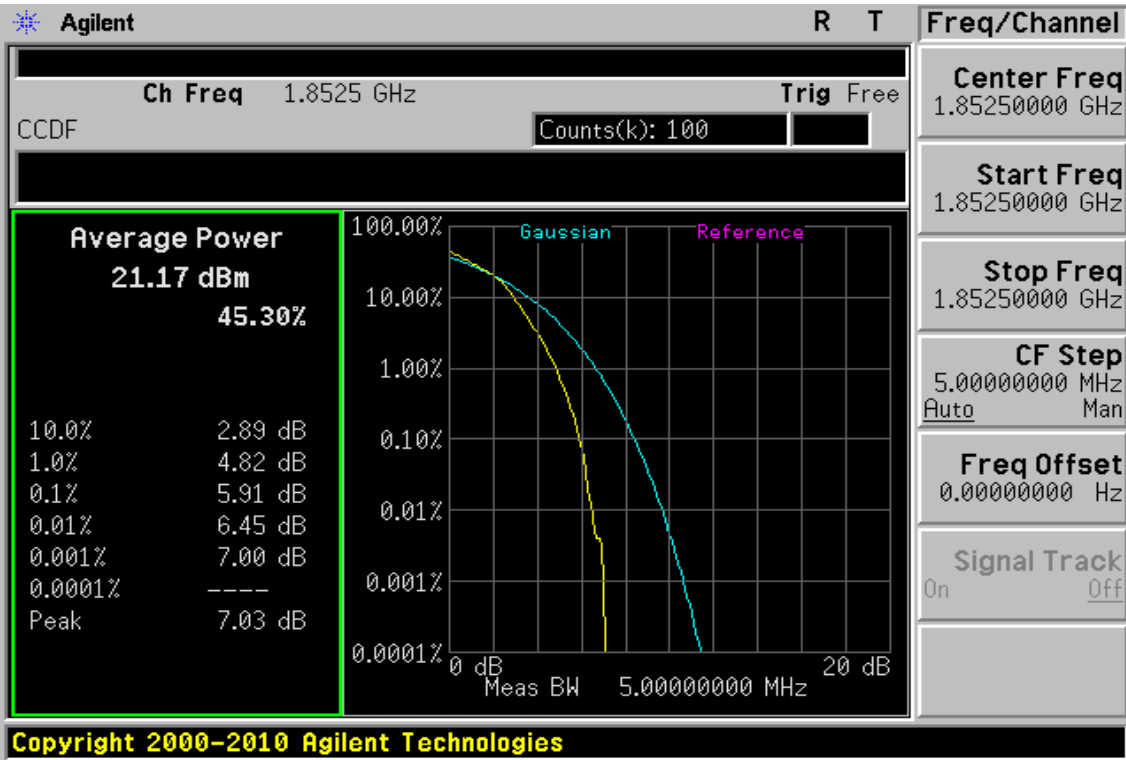 Agilent R T Freq/Channel
Ch Freq 1.8525 GHz Trig Free
CCDF Counts(k): 100
Center Freq
1.85250000 GHz
Start Freq
1.85250000 GHz
Stop Freq
1.85250000 GHz
CF Step
5.00000000 MHz
Auto Man
Freq Offset
0.00000000 Hz
Signal Track
On Off
Average Power
21.17 dBm
45.30%
10.0% 2.89 dB
1.0% 4.82 dB
0.1% 5.91 dB
0.01% 6.45 dB
0.001% 7.00 dB
0.0001% ----
Peak 7.03 dB
Gaussian Reference
100.00%
10.00%
1.00%
0.10%
0.01%
0.001%
0.0001%
0 dB 20 dB
Meas BW 5.00000000 MHz
Copyright 2000-2010 Agilent Technologies